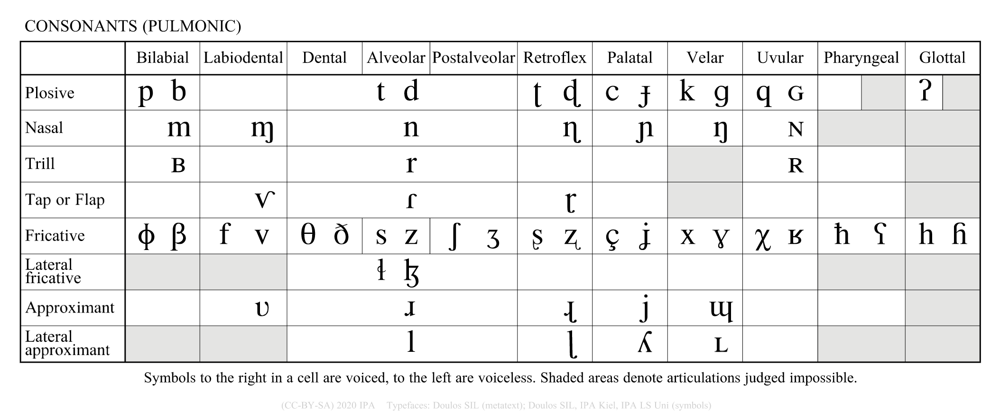 CONSONANTS (PULMONIC)
Bilabial Labiodental Dental Alveolar Postalveolar Retroflex Palatal Velar Uvular Pharyngeal Glottal
Plosive p b t d ʈ ɖ c ɟ k ɡ q ɢ ʔ
Nasal m ɱ n ɳ ɲ ŋ ɴ
Trill ʙ r ʀ
Tap or Flap ⱱ ɾ ɽ
Fricative ɸ β f v θ ð s z ʃ ʒ ʂ ʐ ç ʝ x ɣ χ ʁ ħ ʕ h ɦ
Lateral
fricative ɬ ɮ
Approximant ʋ ɹ ɻ j ɰ
Lateral
approximant l ɭ ʎ ʟ
Symbols to the right in a cell are voiced, to the left are voiceless. Shaded areas denote articulations judged impossible.
(CC-BY-SA) 2020 IPA Typefaces: Doulos SIL (metatext); Doulos SIL, IPA Kiel, IPA LS Uni (symbols)